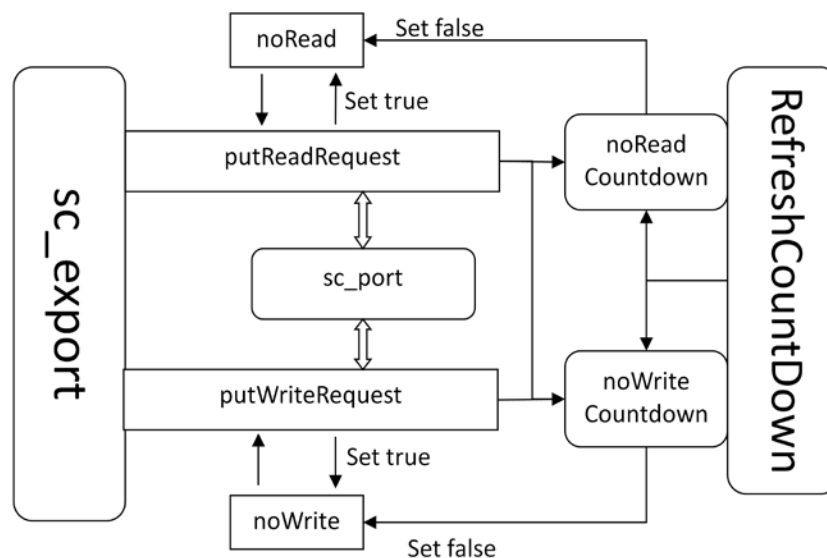 noRead
Set false
Set true
putReadRequest
noRead
Countdown
sc_export
sc_port
RefreshCountDown
putWriteRequest
noWrite
Countdown
Set true
noWrite
Set false